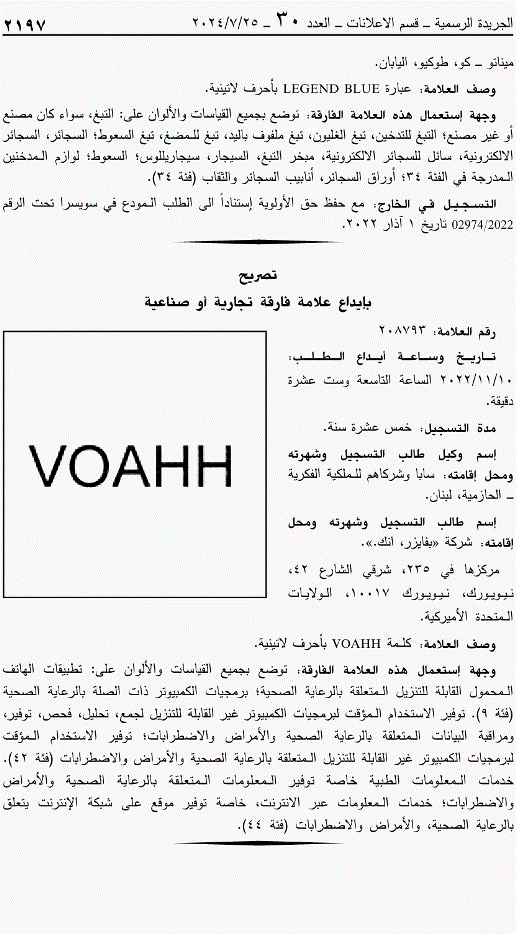 الجريدة الرسمية ــ قسم الاعلانات ــ العدد ٣٠ ــ ٢٠٢٤/٧/٢٥
٢١٩٧
ميناتو ــ كو، طوكيو، اليابان.
وصف العلامة: عبارة LEGEND BLUE بأحرف لاتينية.
وجهة إستعمال هذه العلامة الفارقة: توضع بجميع القياسات والألوان على: التبغ، سواء كان مصنع
أو غير مصنع؛ التبغ للتدخين، تبغ الغليون، تبغ ملفوف باليد، تبغ للمضغ، تبغ السعوط؛ السجائر، السجائر
الالكترونية، سائل للسجائر الالكترونية، مبخر التبغ، السيجار، سيجاريللوس؛ السعوط؛ لوازم المدخنين
المدرجة في الفئة ٣٤؛ أوراق السجائر، أنابيب السجائر والثقاب (فئة ٣٤).
التسجيل في الخارج: مع حفظ حق الأولوية إستناداً الى الطلب المودع في سويسرا تحت الرقم
02974/2022 تاريخ ١ آذار ٢٠٢٢.
تصريح
بإيداع علامة فارقة تجارية أو صناعية
رقم العلامة: ٢٠٨٧٩٣
تاريخ وساعة أيداع الطلب:
٢٠٢٢/١١/١٠ الساعة التاسعة وست عشرة
دقيقة.
مدة التسجيل: خمس عشرة سنة.
إسم وكيل طالب التسجيل وشهرته
ومحل إقامته: سابا وشركاهم للملكية الفكرية
ــ الحازمية، لبنان.
إسم طالب التسجيل وشهرته ومحل
إقامته: شركة «بفايزر، انك.».
مركزها في ٢٣٥، شرقي الشارع ٤٢،
نيويورك، نيويورك ١٠٠١٧، الولايات
المتحدة الأميركية.
VOAHH
وصف العلامة: كلمة VOAHH بأحرف لاتينية.
وجهة إستعمال هذه العلامة الفارقة: توضع بجميع القياسات والألوان على: تطبيقات الهاتف
المحمول القابلة للتنزيل المتعلقة بالرعاية الصحية؛ برمجيات الكمبيوتر ذات الصلة بالرعاية الصحية
(فئة ٩). توفير الاستخدام المؤقت لبرمجيات الكمبيوتر غير القابلة للتنزيل لجمع، تحليل، فحص، توفير،
ومراقبة البيانات المتعلقة بالرعاية الصحية والأمراض والاضطرابات؛ توفير الاستخدام المؤقت
لبرمجيات الكمبيوتر غير القابلة للتنزيل المتعلقة بالرعاية الصحية والأمراض والاضطرابات (فئة ٤٢).
خدمات المعلومات الطبية خاصة توفير المعلومات المتعلقة بالرعاية الصحية والأمراض
والاضطرابات؛ خدمات المعلومات عبر الانترنت، خاصة توفير موقع على شبكة الإنترنت يتعلق
بالرعاية الصحية، والأمراض والاضطرابات (فئة ٤٤).